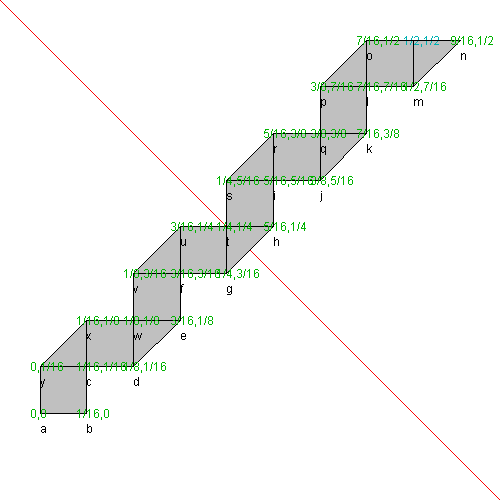 7/16,1/2 1/2,1/2 9/16,1/2
o n
3/8,7/16 7/16,7/16 1/2,7/16
p l m
5/16,3/8 3/8,3/8 7/16,3/8
r q k
1/4,5/16 5/16,5/16 3/8,5/16
s i j
3/16,1/4 1/4,1/4 5/16,1/4
u t h
1/8,3/16 3/16,3/16 1/4,3/16
v f g
1/16,1/8 1/8,1/8 3/16,1/8
x w e
0,1/16 1/16,1/16 1/8,1/16
y c d
0,0 1/16,0
a b